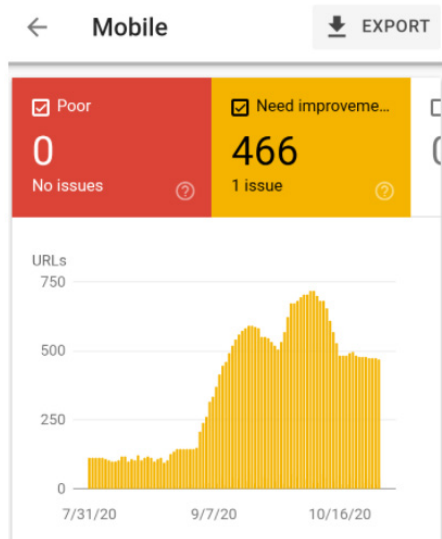 Mobile
EXPORT
Poor
0
No issues
Need improveme...
466
1 issue
URLs
750
500
250
0
7/31/20
9/7/20
10/16/20